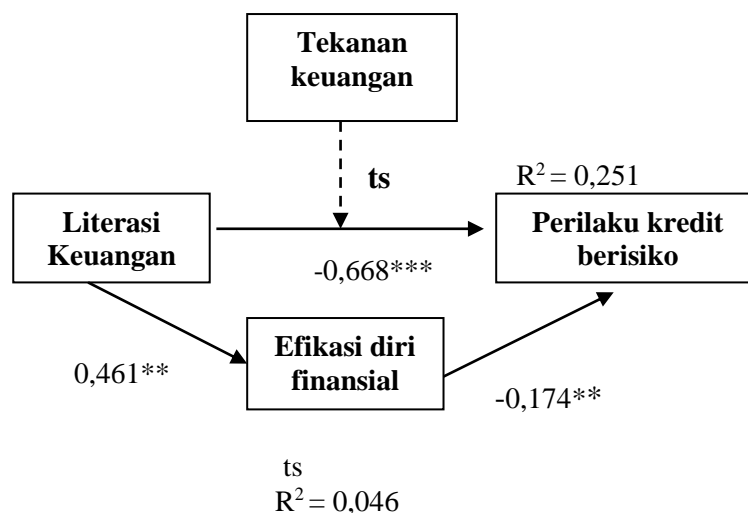 Tekanan
keuangan
ts
R² = 0,251
Literasi
Keuangan
Perilaku kredit
berisiko
-0,668***
Efikasi diri
finansial
0,461**
-0,174**
ts
R² = 0,046